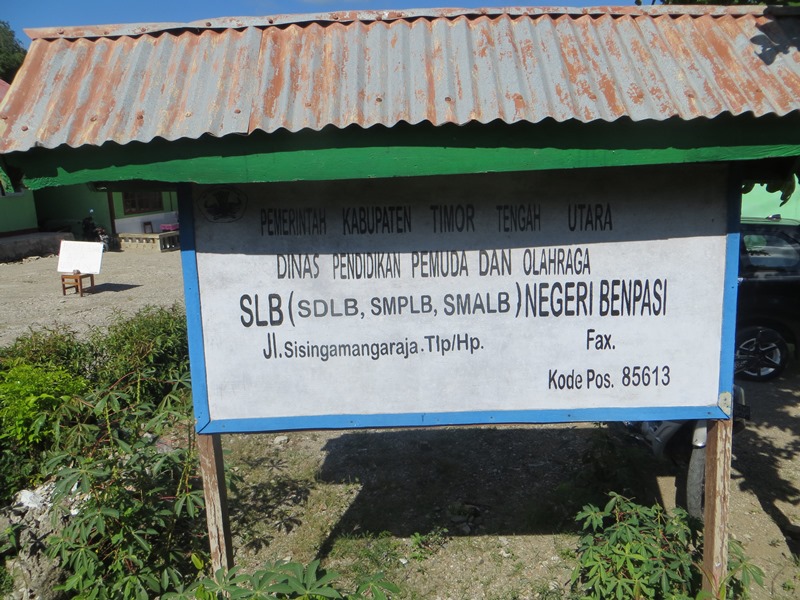 PEMERINTAH KABUPATEN TIMOR TENGAH UTARA
DINAS PENDIDIKAN PEMUDA DAN OLAHRAGA
SLB (SDLB, SMPLB, SMALB) NEGERI BENPASI
Jl. Sisingamangaraja . Tlp/Hp. Fax.
Kode Pos. 85613